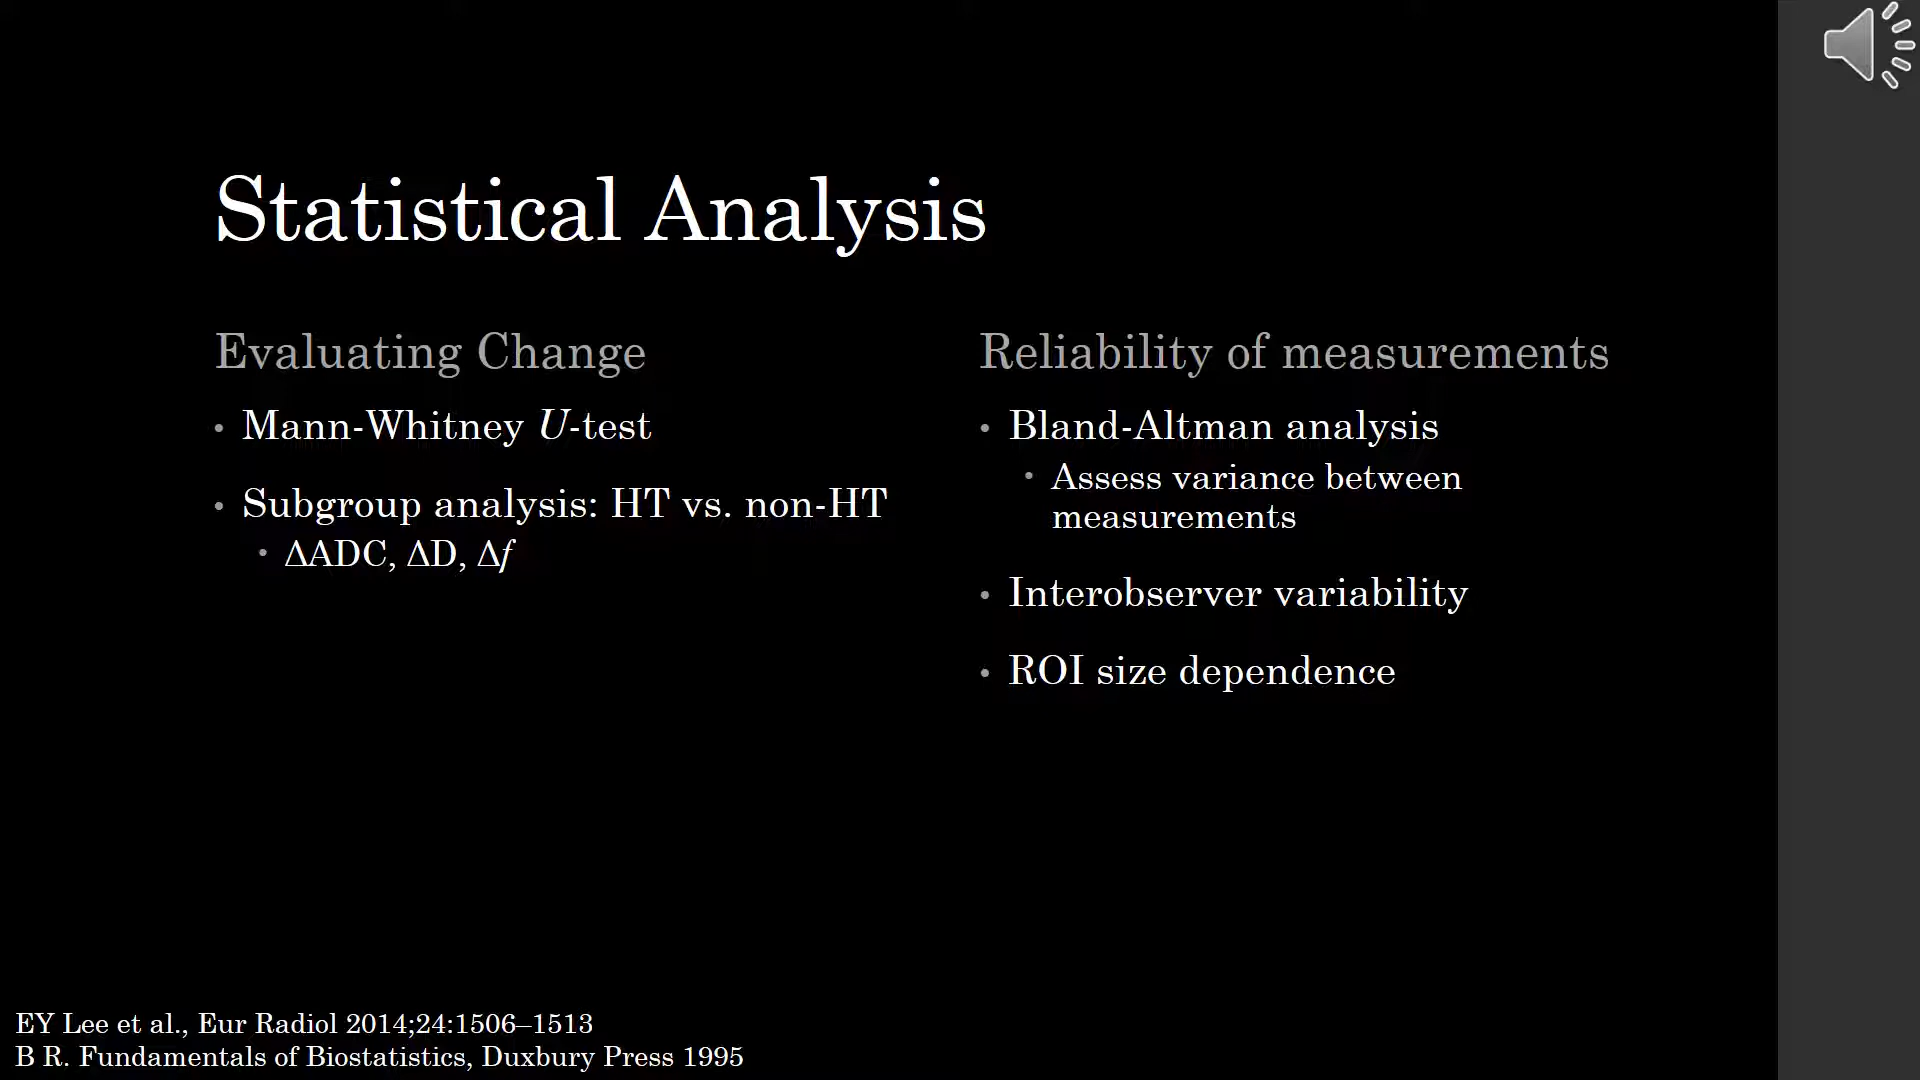 Statistical Analysis
Evaluating Change
• Mann-Whitney U-test
• Subgroup analysis: HT vs. non-HT
• ΔADC, ΔD, Δf
Reliability of measurements
• Bland-Altman analysis
• Assess variance between
measurements
• Interobserver variability
• ROI size dependence
EY Lee et al., Eur Radiol 2014;24:1506–1513
B R. Fundamentals of Biostatistics, Duxbury Press 1995